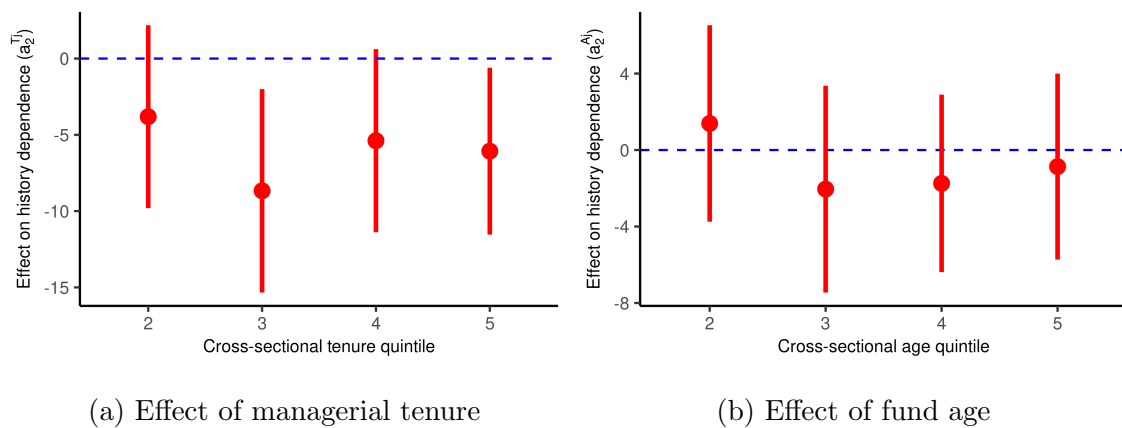 Effect on history dependence (a₂ᵀʲ)
0
-5
-10
-15
2 3 4 5
Cross-sectional tenure quintile
(a) Effect of managerial tenure
Effect on history dependence (a₂ᴬʲ)
4
0
-4
-8
2 3 4 5
Cross-sectional age quintile
(b) Effect of fund age